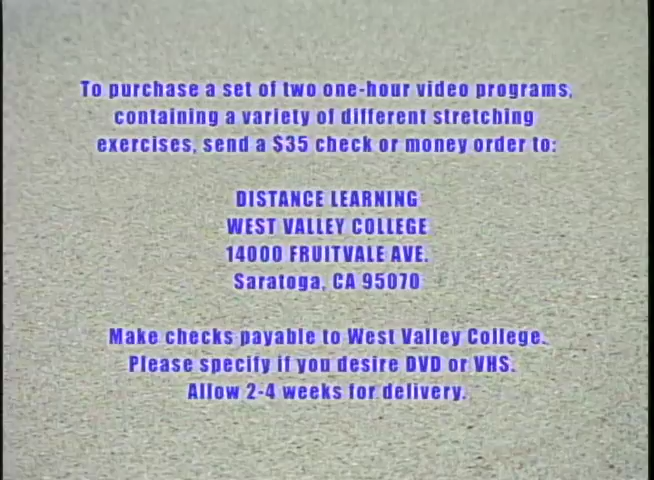 To purchase a set of two one-hour video programs,
containing a variety of different stretching
exercises, send a $35 check or money order to:
DISTANCE LEARNING
WEST VALLEY COLLEGE
14000 FRUITVALE AVE.
Saratoga, CA 95070
Make checks payable to West Valley College.
Please specify if you desire DVD or VHS.
Allow 2-4 weeks for delivery.